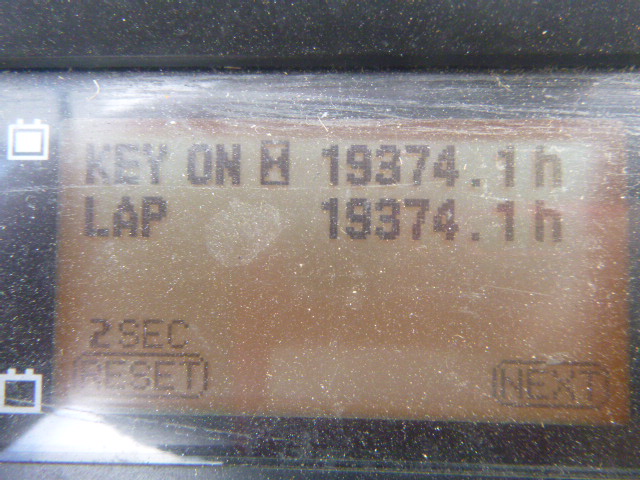 KEY ON 19374.1h
LAP 19374.1h
2SEC
RESET NEXT